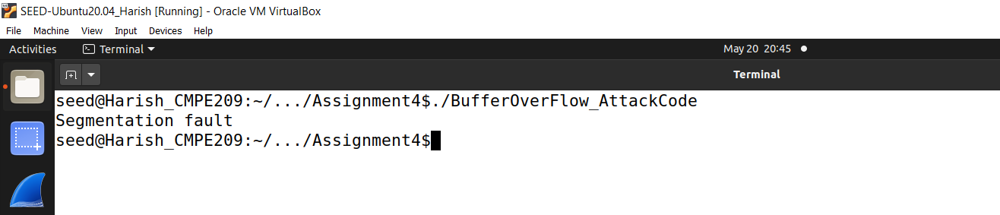 SEED-Ubuntu20.04_Harish [Running] - Oracle VM VirtualBox
File Machine View Input Devices Help
Activities Terminal May 20 20:45
Terminal
seed@Harish_CMPE209:~/.../Assignment4$./BufferOverFlow_AttackCode
Segmentation fault
seed@Harish_CMPE209:~/.../Assignment4$